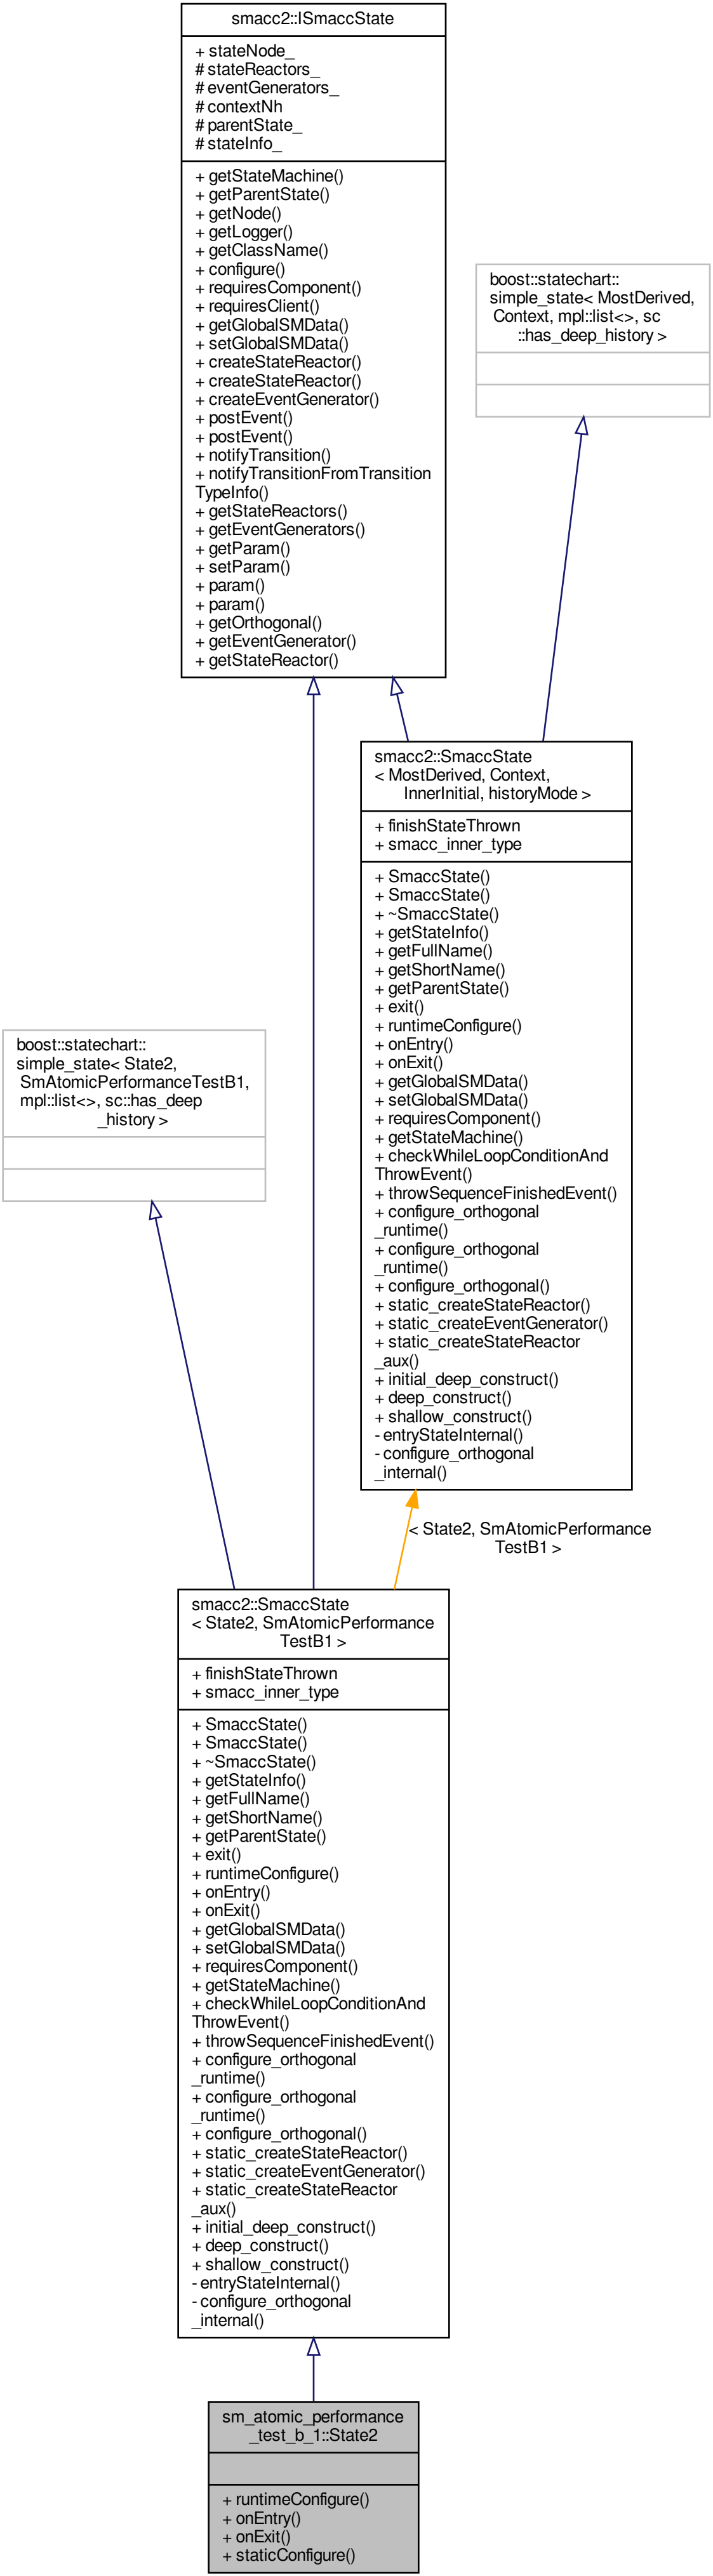 smacc2::ISmaccState
+ stateNode_
# stateReactors_
# eventGenerators_
# contextNh
# parentState_
# stateInfo_
+ getStateMachine()
+ getParentState()
+ getNode()
+ getLogger()
+ getClassName()
+ configure()
+ requiresComponent()
+ requiresClient()
+ getGlobalSMData()
+ setGlobalSMData()
+ createStateReactor()
+ createStateReactor()
+ createEventGenerator()
+ postEvent()
+ postEvent()
+ notifyTransition()
+ notifyTransitionFromTransition
TypeInfo()
+ getStateReactors()
+ getEventGenerators()
+ getParam()
+ setParam()
+ param()
+ param()
+ getOrthogonal()
+ getEventGenerator()
+ getStateReactor()
boost::statechart::
simple_state< MostDerived,
Context, mpl::list<>, sc
::has_deep_history >
smacc2::SmaccState
< MostDerived, Context,
InnerInitial, historyMode >
+ finishStateThrown
+ smacc_inner_type
+ SmaccState()
+ SmaccState()
+ ~SmaccState()
+ getStateInfo()
+ getFullName()
+ getShortName()
+ getParentState()
+ exit()
+ runtimeConfigure()
+ onEntry()
+ onExit()
+ getGlobalSMData()
+ setGlobalSMData()
+ requiresComponent()
+ getStateMachine()
+ checkWhileLoopConditionAnd
ThrowEvent()
+ throwSequenceFinishedEvent()
+ configure_orthogonal
_runtime()
+ configure_orthogonal
_runtime()
+ configure_orthogonal()
+ static_createStateReactor()
+ static_createEventGenerator()
+ static_createStateReactor
_aux()
+ initial_deep_construct()
+ deep_construct()
+ shallow_construct()
- entryStateInternal()
- configure_orthogonal
_internal()
boost::statechart::
simple_state< State2,
SmAtomicPerformanceTestB1,
mpl::list<>, sc::has_deep
_history >
< State2, SmAtomicPerformance
TestB1 >
smacc2::SmaccState
< State2, SmAtomicPerformance
TestB1 >
+ finishStateThrown
+ smacc_inner_type
+ SmaccState()
+ SmaccState()
+ ~SmaccState()
+ getStateInfo()
+ getFullName()
+ getShortName()
+ getParentState()
+ exit()
+ runtimeConfigure()
+ onEntry()
+ onExit()
+ getGlobalSMData()
+ setGlobalSMData()
+ requiresComponent()
+ getStateMachine()
+ checkWhileLoopConditionAnd
ThrowEvent()
+ throwSequenceFinishedEvent()
+ configure_orthogonal
_runtime()
+ configure_orthogonal
_runtime()
+ configure_orthogonal()
+ static_createStateReactor()
+ static_createEventGenerator()
+ static_createStateReactor
_aux()
+ initial_deep_construct()
+ deep_construct()
+ shallow_construct()
- entryStateInternal()
- configure_orthogonal
_internal()
sm_atomic_performance
_test_b_1::State2
+ runtimeConfigure()
+ onEntry()
+ onExit()
+ staticConfigure()